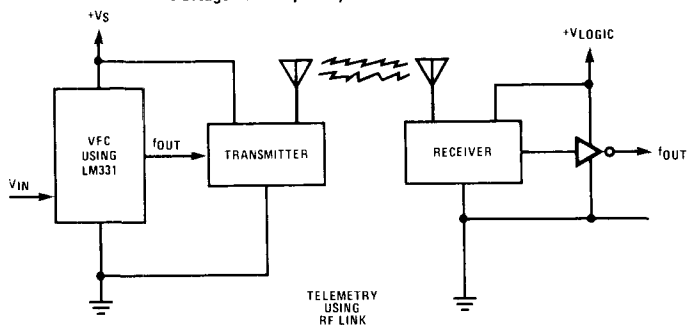 +VS
+VLOGIC
VFC
USING
LM331
fOUT
TRANSMITTER
RECEIVER
fOUT
VIN
TELEMETRY
USING
RF LINK